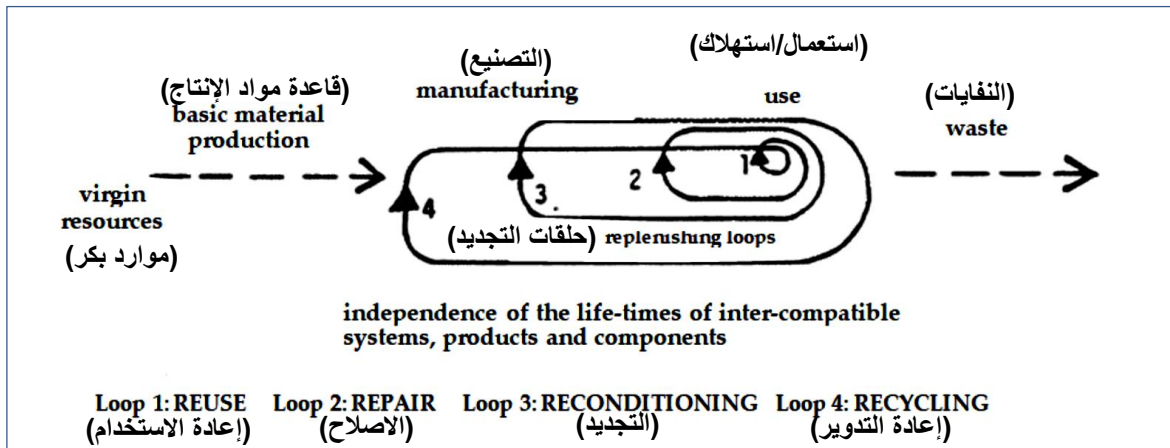 (استعمال/استهلاك)
(التصنيع)
manufacturing
use
(قاعدة مواد الإنتاج)
basic material
production
(النفايات)
waste
virgin
resources
(موارد بكر)
1
2
3
4
(حلقات التجديد) replenishing loops
independence of the life-times of inter-compatible
systems, products and components
Loop 1: REUSE Loop 2: REPAIR Loop 3: RECONDITIONING Loop 4: RECYCLING
(إعادة الاستخدام) (الاصلاح) (التجديد) (إعادة التدوير)